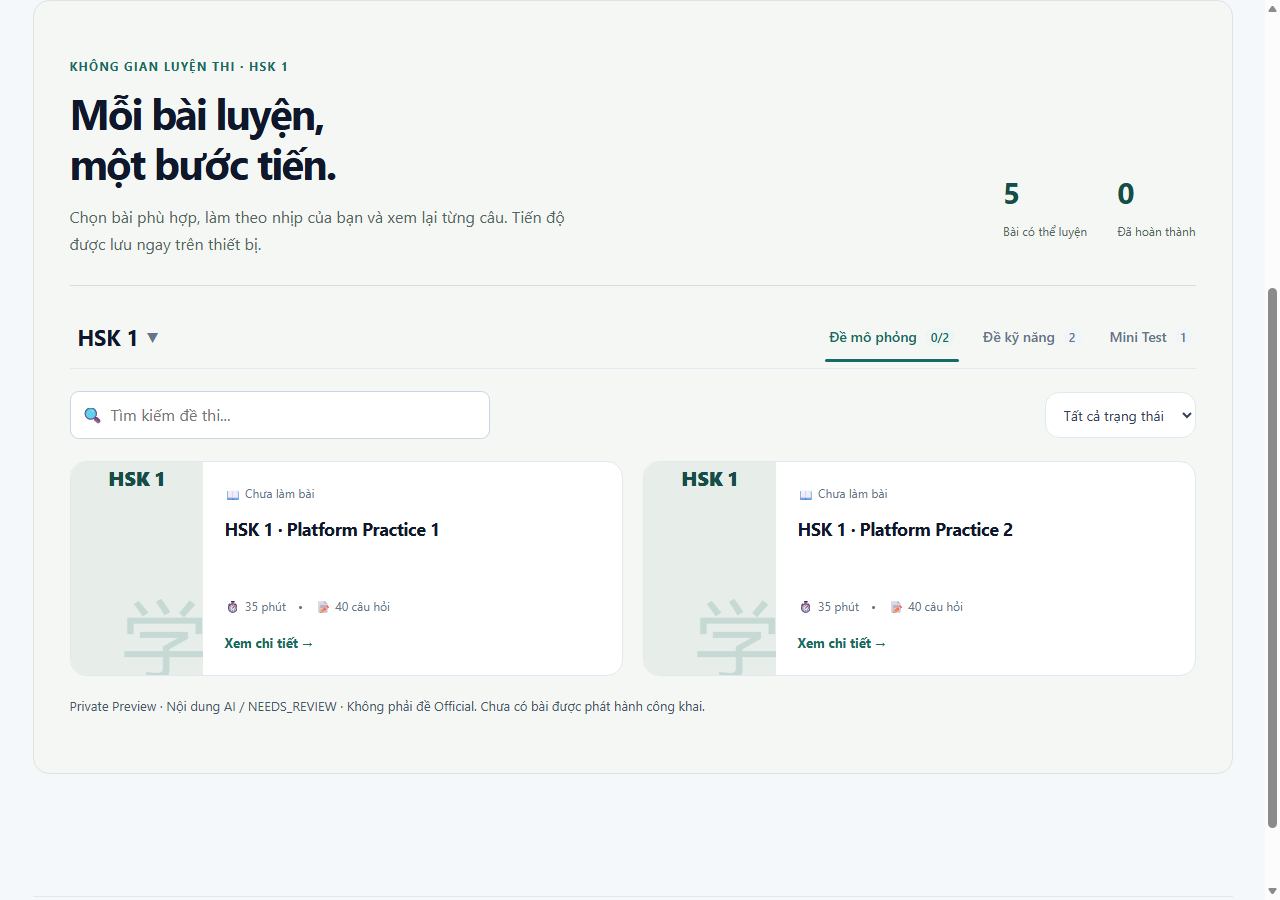 KHÔNG GIAN LUYỆN THI · HSK 1
Mỗi bài luyện,
một bước tiến.
Chọn bài phù hợp, làm theo nhịp của bạn và xem lại từng câu. Tiến độ
được lưu ngay trên thiết bị.
5
Bài có thể luyện
0
Đã hoàn thành
HSK 1 ▼
Đề mô phỏng 0/2
Đề kỹ năng 2
Mini Test 1
Tìm kiếm đề thi...
Tất cả trạng thái
HSK 1
学
Chưa làm bài
HSK 1 · Platform Practice 1
35 phút • 40 câu hỏi
Xem chi tiết →
HSK 1
学
Chưa làm bài
HSK 1 · Platform Practice 2
35 phút • 40 câu hỏi
Xem chi tiết →
Private Preview · Nội dung AI / NEEDS_REVIEW · Không phải đề Official. Chưa có bài được phát hành công khai.